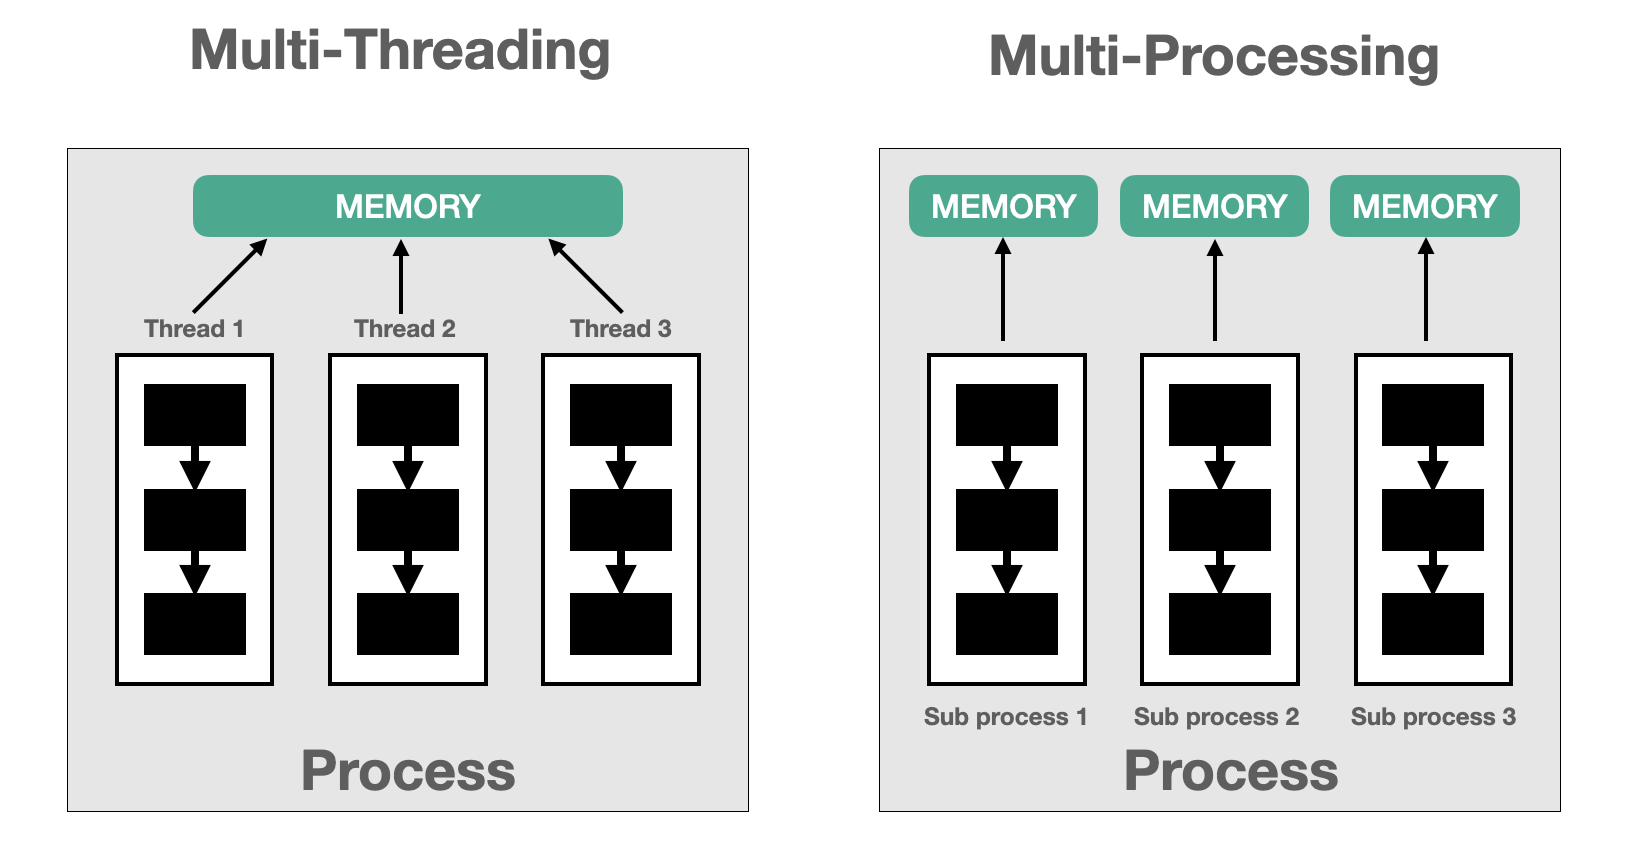 Multi-Threading
MEMORY
Thread 1
Thread 2
Thread 3
Process
Multi-Processing
MEMORY
MEMORY
MEMORY
Sub process 1
Sub process 2
Sub process 3
Process